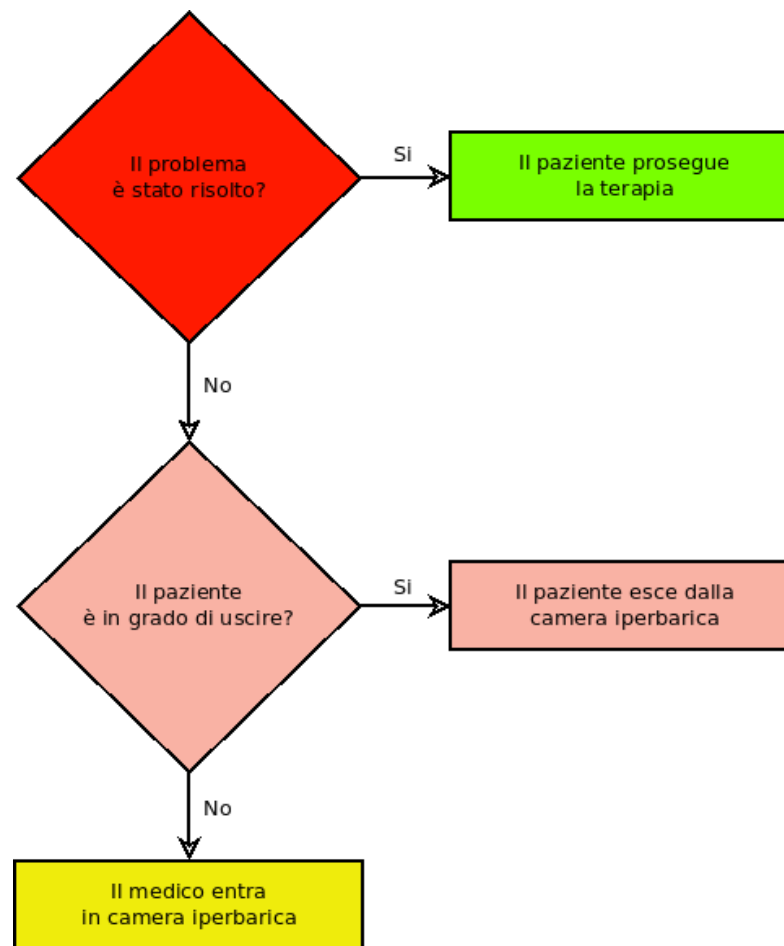 Il problema
è stato risolto?
Si
Il paziente prosegue
la terapia
No
Il paziente
è in grado di uscire?
Si
Il paziente esce dalla
camera iperbarica
No
Il medico entra
in camera iperbarica